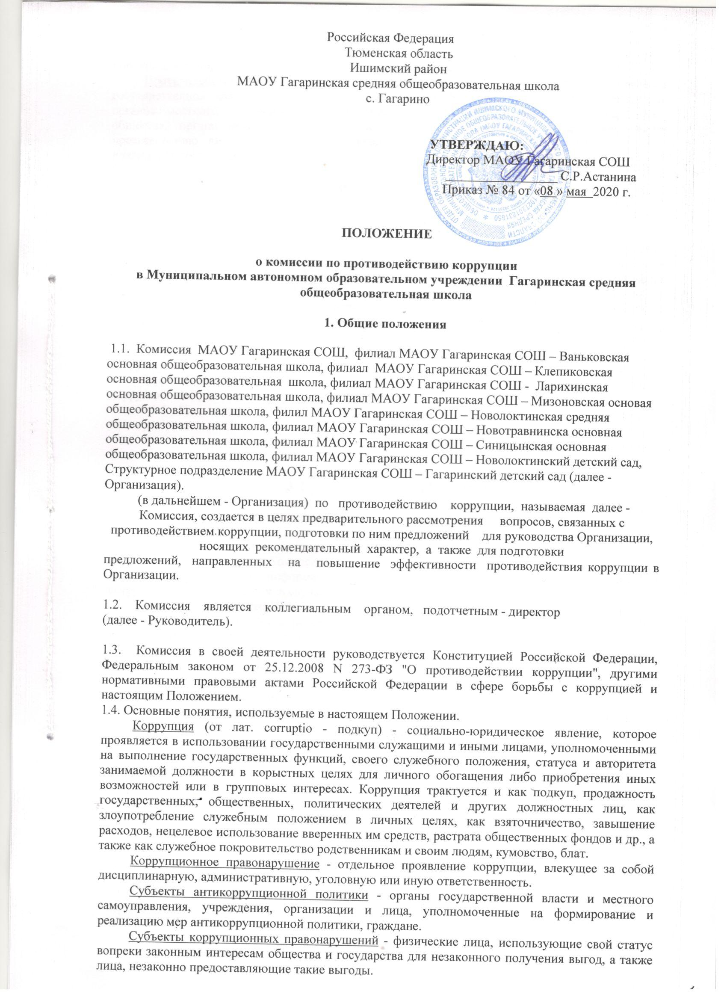 Российская Федерация
Тюменская область
Ишимский район
МАОУ Гагаринская средняя общеобразовательная школа
с. Гагарино
УТВЕРЖДАЮ:
Директор МАОУ Гагаринская СОШ
_________________ С.Р.Астанина
Приказ № 84 от «08 » мая 2020 г.
ПОЛОЖЕНИЕ
о комиссии по противодействию коррупции
в Муниципальном автономном образовательном учреждении Гагаринская средняя
общеобразовательная школа
1. Общие положения
1.1. Комиссия МАОУ Гагаринская СОШ, филиал МАОУ Гагаринская СОШ – Ваньковская
основная общеобразовательная школа, филиал МАОУ Гагаринская СОШ – Клепиковская
основная общеобразовательная школа, филиал МАОУ Гагаринская СОШ - Ларихинская
основная общеобразовательная школа, филиал МАОУ Гагаринская СОШ – Мизоновская основая
общеобразовательная школа, филил МАОУ Гагаринская СОШ – Новолоктинская средняя
общеобразовательная школа, филиал МАОУ Гагаринская СОШ – Новотравнинска основная
общеобразовательная школа, филиал МАОУ Гагаринская СОШ – Синицынская основная
общеобразовательная школа, филиал МАОУ Гагаринская СОШ – Новолоктинский детский сад,
Структурное подразделение МАОУ Гагаринская СОШ – Гагаринский детский сад (далее -
Организация).
(в дальнейшем - Организация) по противодействию коррупции, называемая далее -
Комиссия, создается в целях предварительного рассмотрения вопросов, связанных с
противодействием коррупции, подготовки по ним предложений для руководства Организации,
носящих рекомендательный характер, а также для подготовки
предложений, направленных на повышение эффективности противодействия коррупции в
Организации.
1.2. Комиссия является коллегиальным органом, подотчетным - директор
(далее - Руководитель).
1.3. Комиссия в своей деятельности руководствуется Конституцией Российской Федерации,
Федеральным законом от 25.12.2008 N 273-ФЗ "О противодействии коррупции", другими
нормативными правовыми актами Российской Федерации в сфере борьбы с коррупцией и
настоящим Положением.
1.4. Основные понятия, используемые в настоящем Положении.
Коррупция (от лат. corruptio - подкуп) - социально-юридическое явление, которое
проявляется в использовании государственными служащими и иными лицами, уполномоченными
на выполнение государственных функций, своего служебного положения, статуса и авторитета
занимаемой должности в корыстных целях для личного обогащения либо приобретения иных
возможностей или в групповых интересах. Коррупция трактуется и как подкуп, продажность
государственных, общественных, политических деятелей и других должностных лиц, как
злоупотребление служебным положением в личных целях, как взяточничество, завышение
расходов, нецелевое использование вверенных им средств, растрата общественных фондов и др., а
также как служебное покровительство родственникам и своим людям, кумовство, блат.
Коррупционное правонарушение - отдельное проявление коррупции, влекущее за собой
дисциплинарную, административную, уголовную или иную ответственность.
Субъекты антикоррупционной политики - органы государственной власти и местного
самоуправления, учреждения, организации и лица, уполномоченные на формирование и
реализацию мер антикоррупционной политики, граждане.
Субъекты коррупционных правонарушений - физические лица, использующие свой статус
вопреки законным интересам общества и государства для незаконного получения выгод, а также
лица, незаконно предоставляющие такие выгоды.